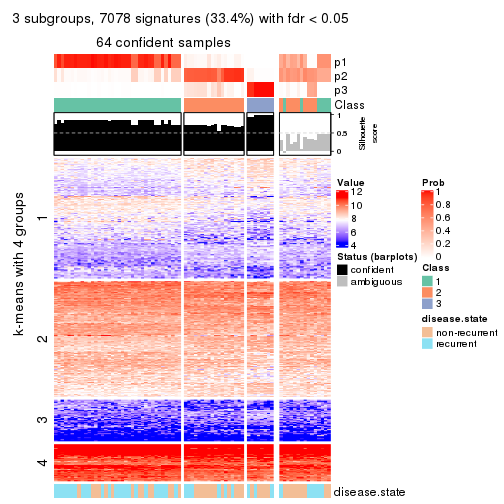 3 subgroups, 7078 signatures (33.4%) with fdr < 0.05
64 confident samples
p1
p2
p3
Class
1
0.5
0
Silhouette
score
k-means with 4 groups
1
2
3
4
disease.state
Value
12
10
8
6
4
Status (barplots)
confident
ambiguous
Prob
1
0.8
0.6
0.4
0.2
0
Class
1
2
3
disease.state
non-recurrent
recurrent